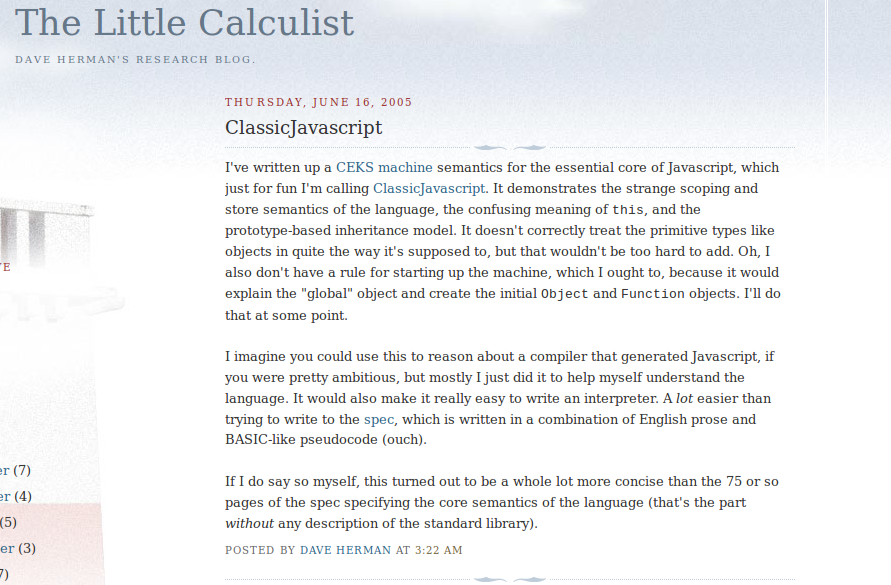 The Little Calculist
DAVE HERMAN'S RESEARCH BLOG.
THURSDAY, JUNE 16, 2005
ClassicJavascript
I've written up a CEKS machine semantics for the essential core of Javascript, which
just for fun I'm calling ClassicJavascript. It demonstrates the strange scoping and
store semantics of the language, the confusing meaning of this, and the
prototype-based inheritance model. It doesn't correctly treat the primitive types like
objects in quite the way it's supposed to, but that wouldn't be too hard to add. Oh, I
also don't have a rule for starting up the machine, which I ought to, because it would
explain the "global" object and create the initial Object and Function objects. I'll do
that at some point.
I imagine you could use this to reason about a compiler that generated Javascript, if
you were pretty ambitious, but mostly I just did it to help myself understand the
language. It would also make it really easy to write an interpreter. A lot easier than
trying to write to the spec, which is written in a combination of English prose and
BASIC-like pseudocode (ouch).
If I do say so myself, this turned out to be a whole lot more concise than the 75 or so
pages of the spec specifying the core semantics of the language (that's the part
without any description of the standard library).
POSTED BY DAVE HERMAN AT 3:22 AM
er (7)
er (4)
(5)
er (3)